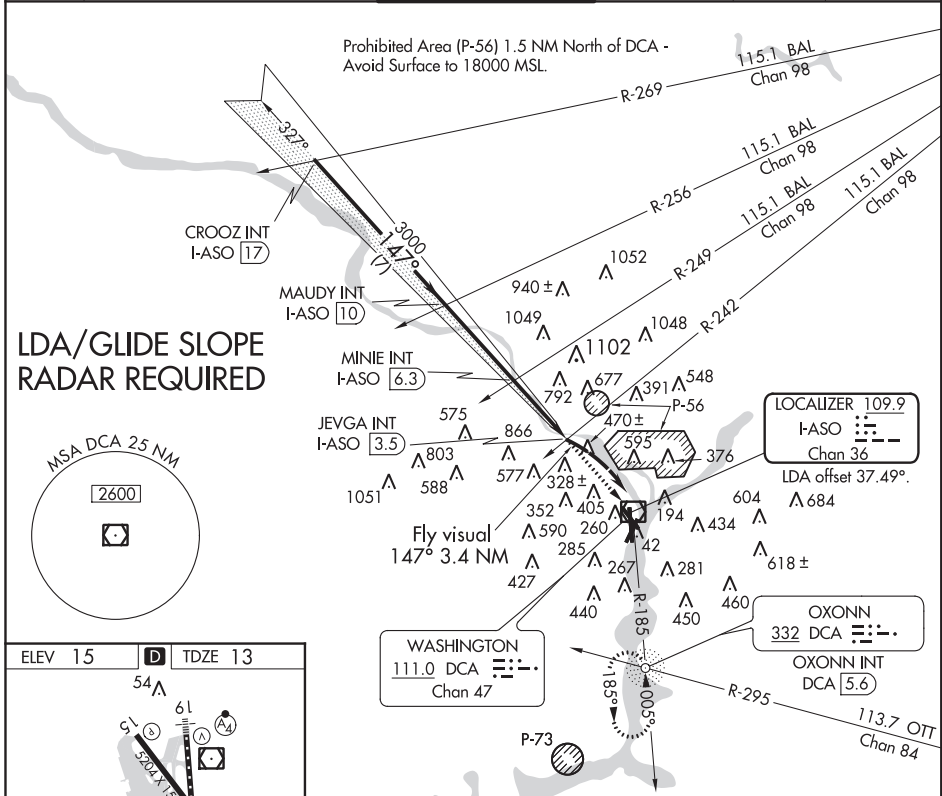 Prohibited Area (P-56) 1.5 NM North of DCA -
Avoid Surface to 18000 MSL.
115.1 BAL
Chan 98
R-269
115.1 BAL
Chan 98
R-256
115.1 BAL
Chan 98
R-249
115.1 BAL
Chan 98
R-242
327°
3000
147°
(7)
CROOZ INT
I-ASO 17
MAUDY INT
I-ASO 10
MINIE INT
I-ASO 6.3
JEVGA INT
I-ASO 3.5
LDA/GLIDE SLOPE
RADAR REQUIRED
1052
940 ±
1049
1048
1102
792
677
391
548
P-56
470 ±
595
376
575
866
803
1051
588
577
328 ±
352
405
260
590
285
427
267
440
42
194
434
604
684
618 ±
281
450
460
LOCALIZER 109.9
I-ASO
Chan 36
LDA offset 37.49°.
MSA DCA 25 NM
2600
Fly visual
147° 3.4 NM
WASHINGTON
111.0 DCA
Chan 47
R-185
OXONN
332 DCA
OXONN INT
DCA 5.6
185°
005°
R-295
113.7 OTT
Chan 84
P-73
ELEV 15
D
TDZE 13
54
15
P
19
V
A4
5204 X 15